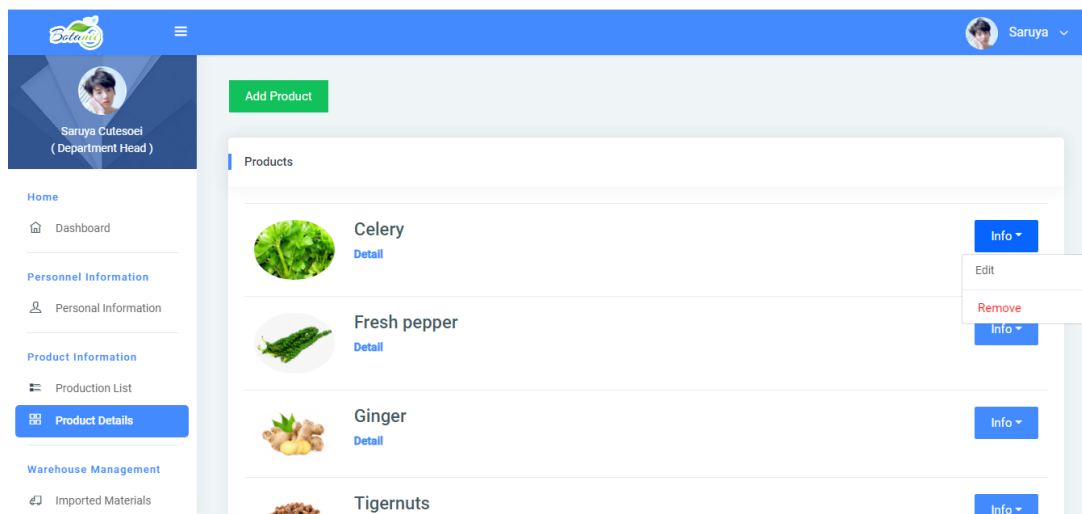 Botanic
Saruya
Saruya Cutesoei
( Department Head )
Home
Dashboard
Personnel Information
Personal Information
Product Information
Production List
Product Details
Warehouse Management
Imported Materials
Add Product
Products
Celery
Detail
Info
Edit
Remove
Fresh pepper
Detail
Info
Ginger
Detail
Info
Tigernuts
Info